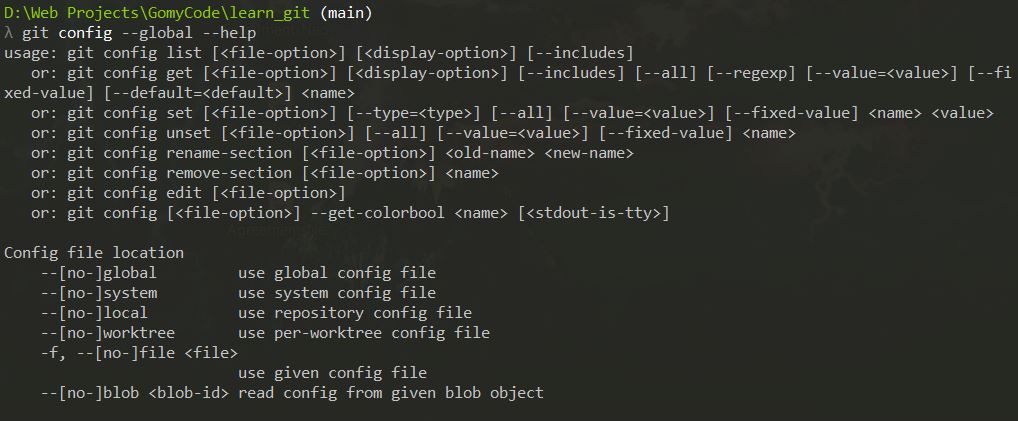 D:\Web Projects\GomyCode\learn_git (main)
λ git config --global --help
usage: git config list [<file-option>] [<display-option>] [--includes]
   or: git config get [<file-option>] [<display-option>] [--includes] [--all] [--regexp] [--value=<value>] [--fi
xed-value] [--default=<default>] <name>
   or: git config set [<file-option>] [--type=<type>] [--all] [--value=<value>] [--fixed-value] <name> <value>
   or: git config unset [<file-option>] [--all] [--value=<value>] [--fixed-value] <name>
   or: git config rename-section [<file-option>] <old-name> <new-name>
   or: git config remove-section [<file-option>] <name>
   or: git config edit [<file-option>]
   or: git config [<file-option>] --get-colorbool <name> [<stdout-is-tty>]

Config file location
    --[no-]global         use global config file
    --[no-]system         use system config file
    --[no-]local          use repository config file
    --[no-]worktree       use per-worktree config file
    -f, --[no-]file <file>
                          use given config file
    --[no-]blob <blob-id> read config from given blob object